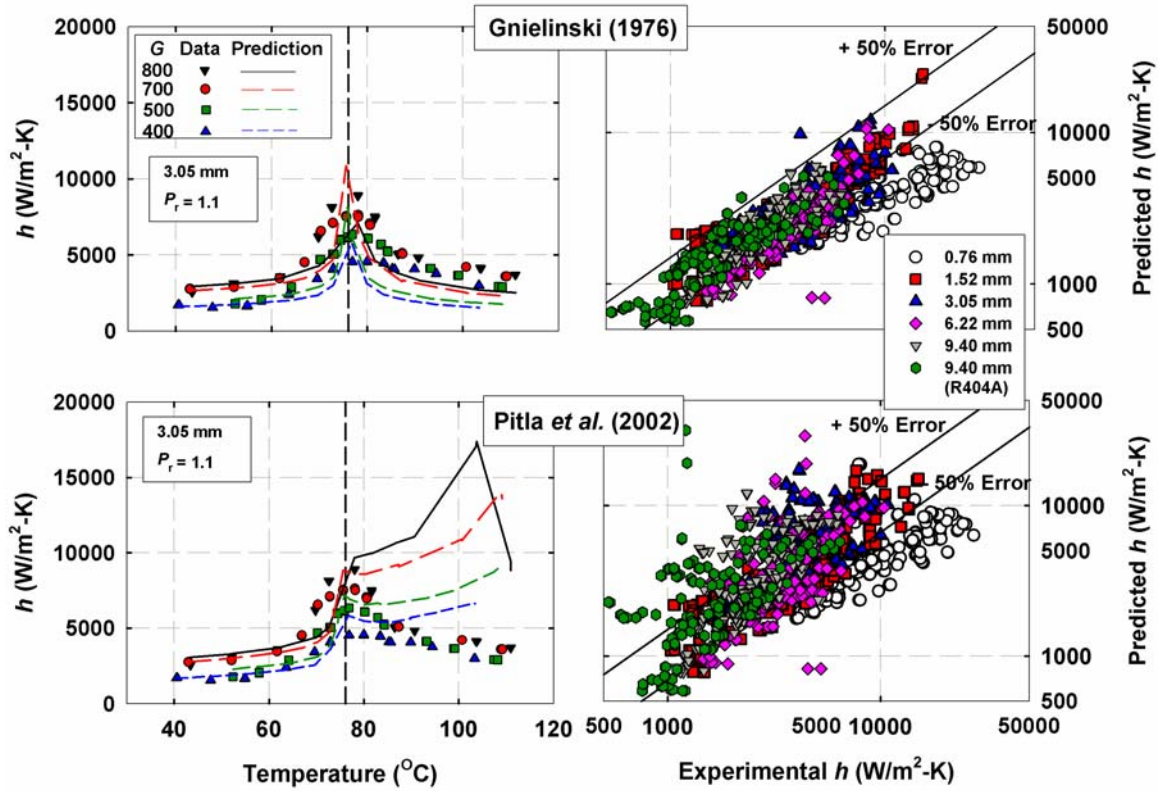 Gnielinski (1976)
20000
15000
10000
5000
0
h (W/m²-K)
G Data Prediction
800
700
500
400
3.05 mm
Pr = 1.1
+ 50% Error
- 50% Error
50000
10000
5000
1000
500
Predicted h (W/m²-K)
0.76 mm
1.52 mm
3.05 mm
6.22 mm
9.40 mm
9.40 mm
(R404A)
Pitla et al. (2002)
20000
15000
10000
5000
0
h (W/m²-K)
3.05 mm
Pr = 1.1
40 60 80 100 120
Temperature (OC)
+ 50% Error
- 50% Error
50000
10000
5000
1000
500
Predicted h (W/m²-K)
500 1000 5000 10000 50000
Experimental h (W/m²-K)